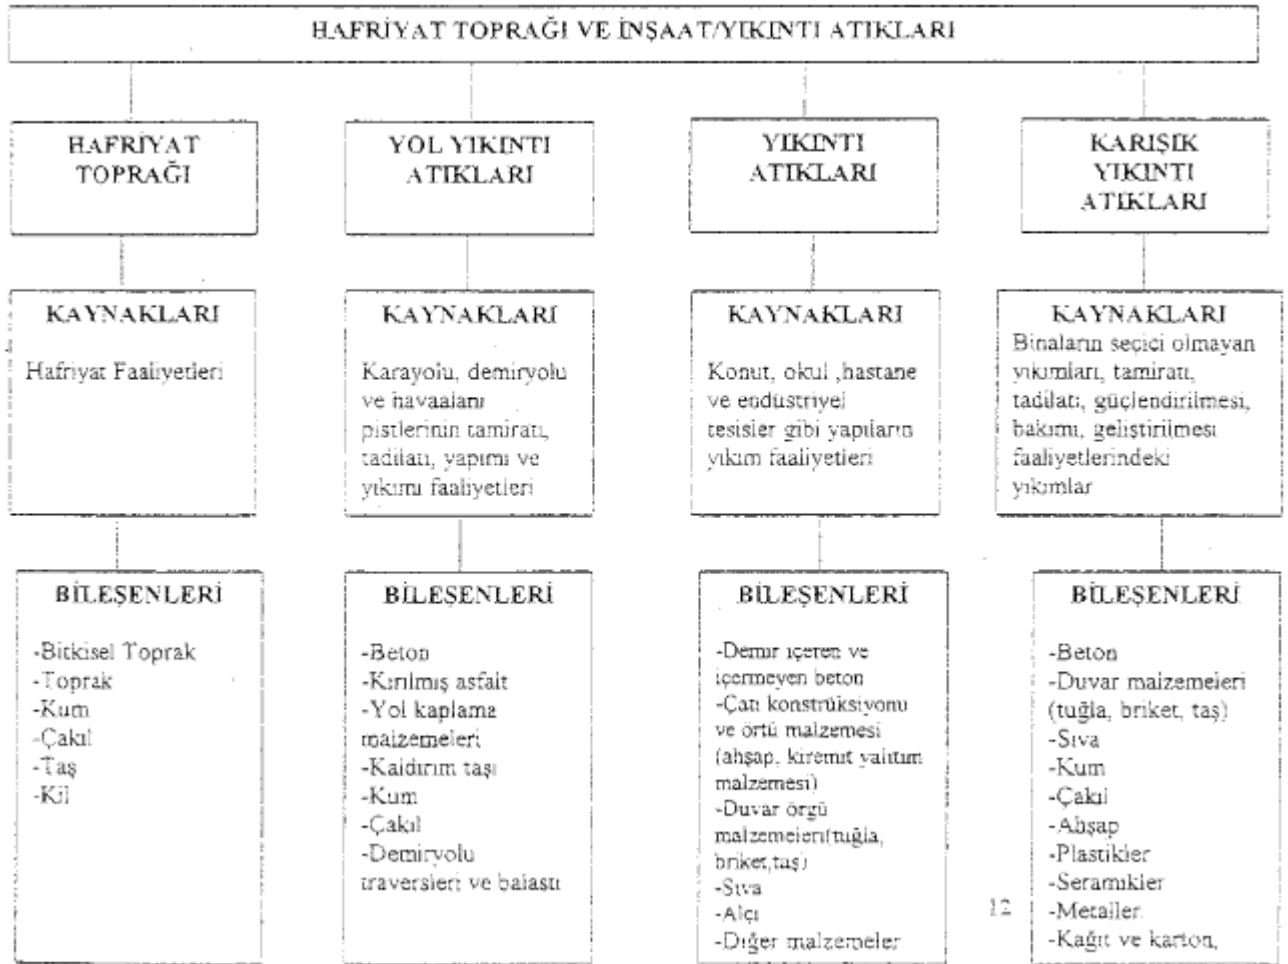 HAFRİYAT TOPRAĞI VE İNŞAAT/YIKINTI ATIKLARI
HAFRİYAT
TOPRAĞI
YOL YIKINTI
ATIKLARI
YIKINTI
ATIKLARI
KARIŞIK
YIKINTI
ATIKLARI
KAYNAKLARI
Hafriyat Faaliyetleri
KAYNAKLARI
Karayolu, demiryolu
ve havaalanı
pistlerinin tamiratı,
tadilatı, yapımı ve
yıkımı faaliyetleri
KAYNAKLARI
Konut, okul ,hastane
ve endüstriyel
tesisler gibi yapıların
yıkım faaliyetleri
KAYNAKLARI
Binaların seçici olmayan
yıkımları, tamiratı,
tadilatı, güçlendirilmesi,
bakımı, geliştirilmesi
faaliyetlerindeki
yıkımlar
BİLEŞENLERİ
-Bitkisel Toprak
-Toprak
-Kum
-Çakıl
-Taş
-Kil
BİLEŞENLERİ
-Beton
-Kırılmış asfalt
-Yol kaplama
malzemeleri
-Kaldırım taşı
-Kum
-Çakıl
-Demiryolu
traversleri ve balastı
BİLEŞENLERİ
-Demir içeren ve
içermeyen beton
-Çatı konstrüksiyonu
ve örtü malzemesi
(ahşap, kiremit yalıtım
malzemesi)
-Duvar örgü
malzemeleri(tuğla,
briket,taş)
-Sıva
-Alçı
-Diğer malzemeler
BİLEŞENLERİ
-Beton
-Duvar malzemeleri
(tuğla, briket, taş)
-Sıva
-Kum
-Çakıl
-Ahşap
-Plastikler
-Seramikler
-Metaller
-Kağıt ve karton,
12